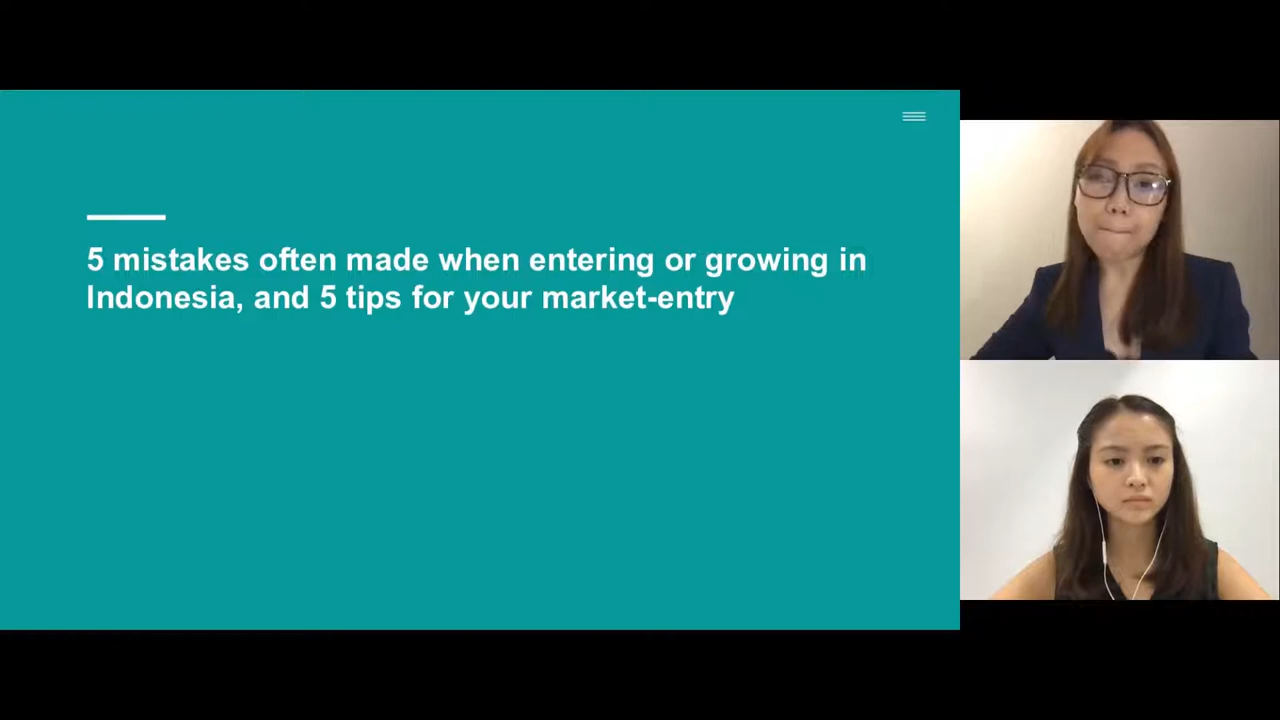 5 mistakes often made when entering or growing in
Indonesia, and 5 tips for your market-entry